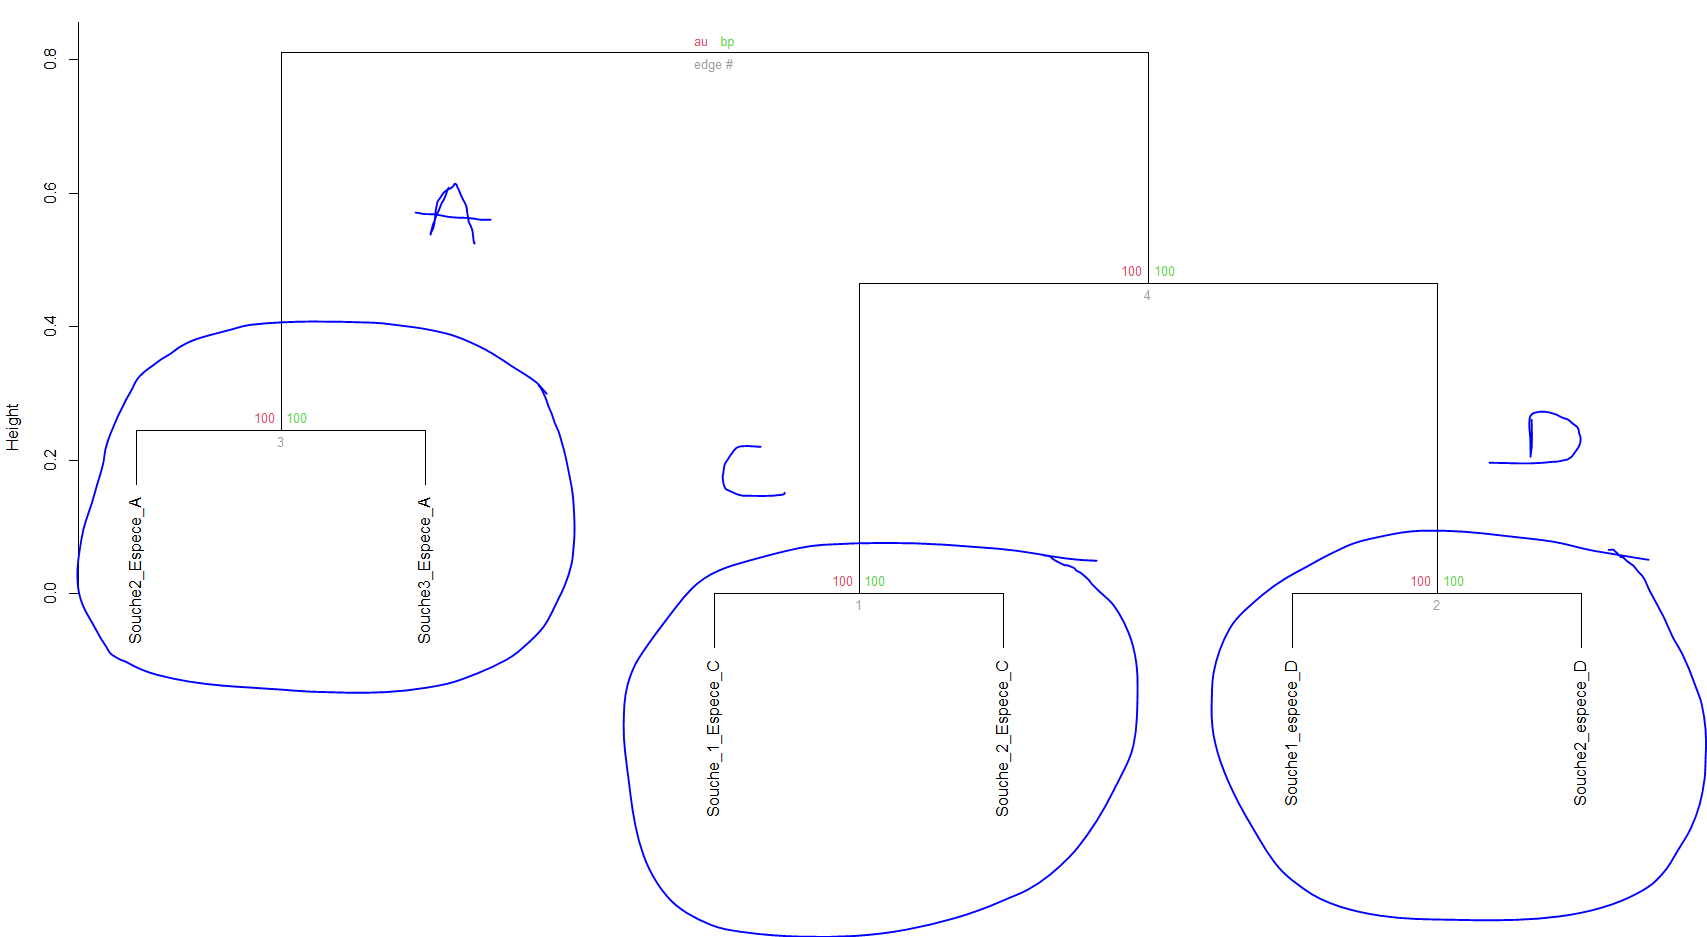 au bp
edge #
0.8
0.6
0.4
0.2
0.0
Height
A
100 100
4
100 100
3
C
D
100 100
1
100 100
2
Souche2_Espece_A
Souche3_Espece_A
Souche_1_Espece_C
Souche_2_Espece_C
Souche1_espece_D
Souche2_espece_D